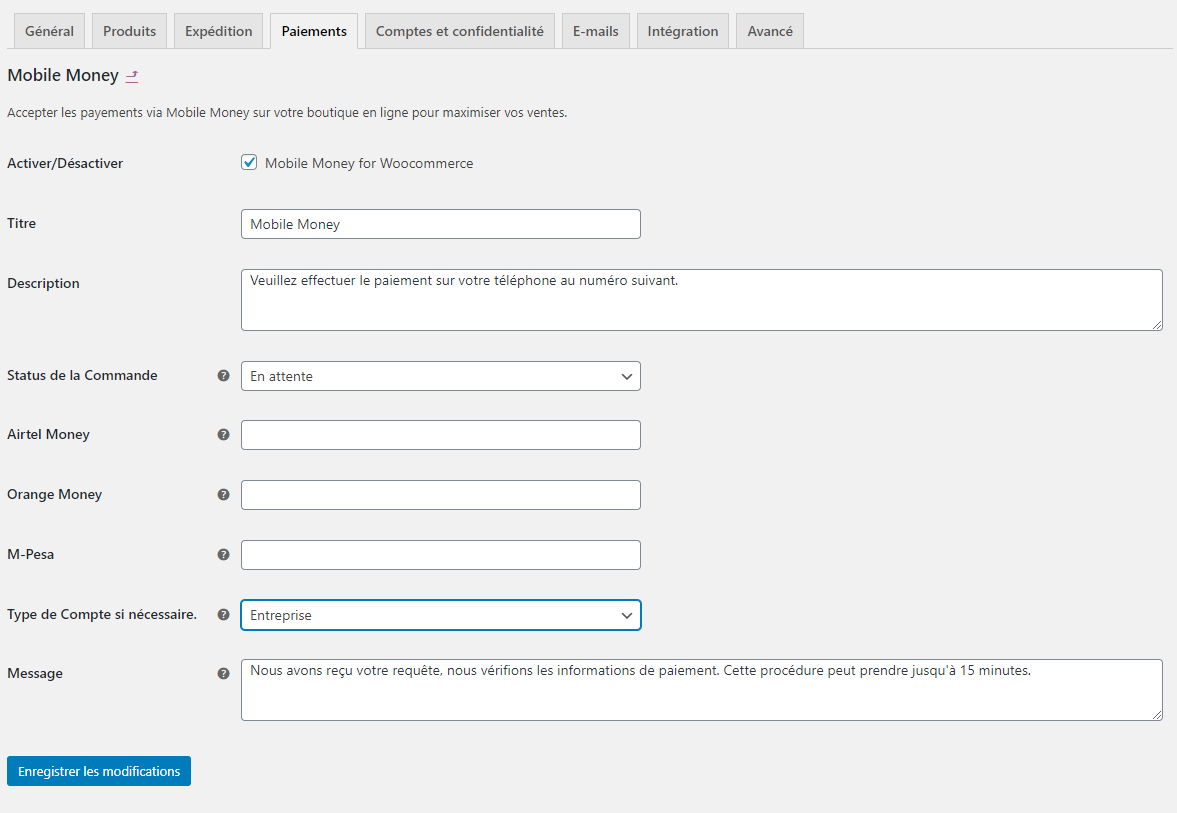 Général Produits Expédition Paiements Comptes et confidentialité E-mails Intégration Avancé
Mobile Money
Accepter les payements via Mobile Money sur votre boutique en ligne pour maximiser vos ventes.
Activer/Désactiver Mobile Money for Woocommerce
Titre Mobile Money
Description Veuillez effectuer le paiement sur votre téléphone au numéro suivant.
Status de la Commande ? En attente
Airtel Money ?
Orange Money ?
M-Pesa ?
Type de Compte si nécessaire. ? Entreprise
Message ? Nous avons reçu votre requête, nous vérifions les informations de paiement. Cette procédure peut prendre jusqu'à 15 minutes.
Enregistrer les modifications